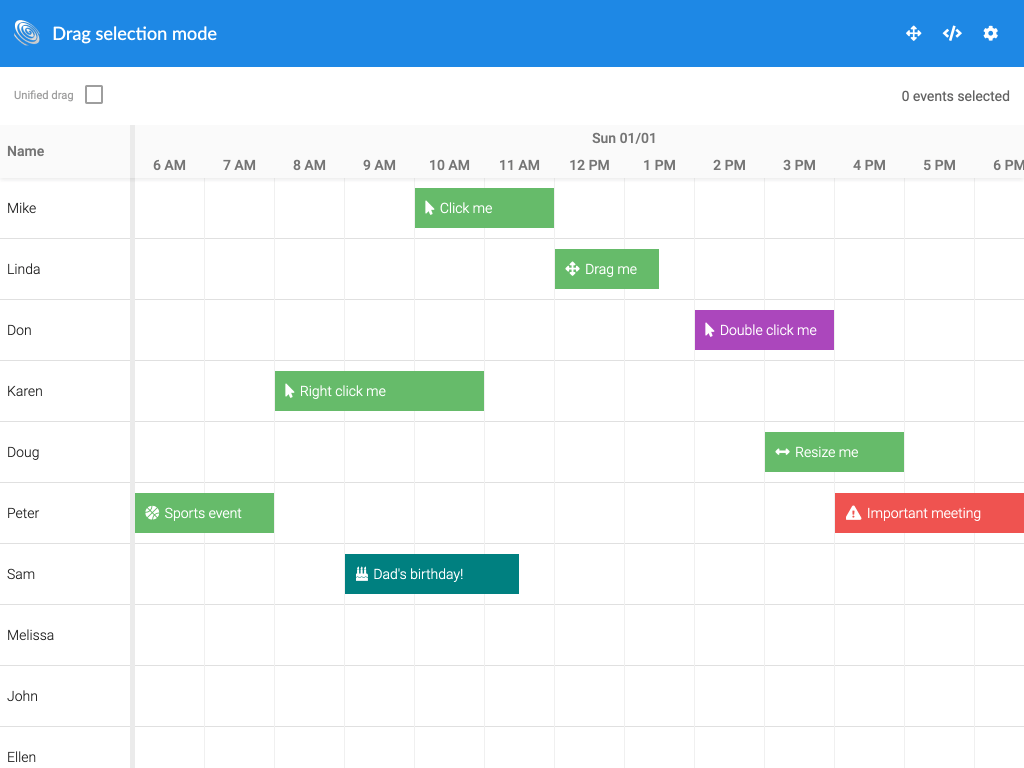 Drag selection mode
Unified drag
0 events selected
Name
Sun 01/01
6 AM 7 AM 8 AM 9 AM 10 AM 11 AM 12 PM 1 PM 2 PM 3 PM 4 PM 5 PM 6 PM
Mike Click me
Linda Drag me
Don Double click me
Karen Right click me
Doug Resize me
Peter Sports event Important meeting
Sam Dad's birthday!
Melissa
John
Ellen